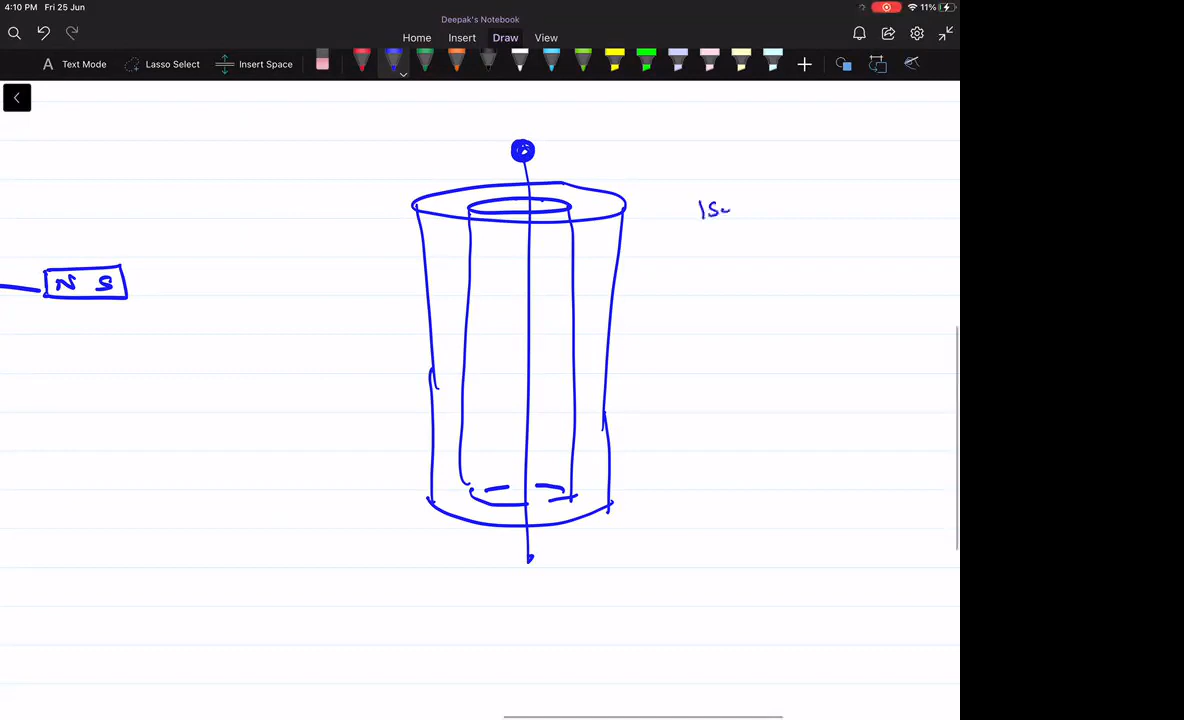 4:10 PM Fri 25 Jun
11%
Deepak's Notebook
Home Insert Draw View
Text Mode Lasso Select Insert Space
N S